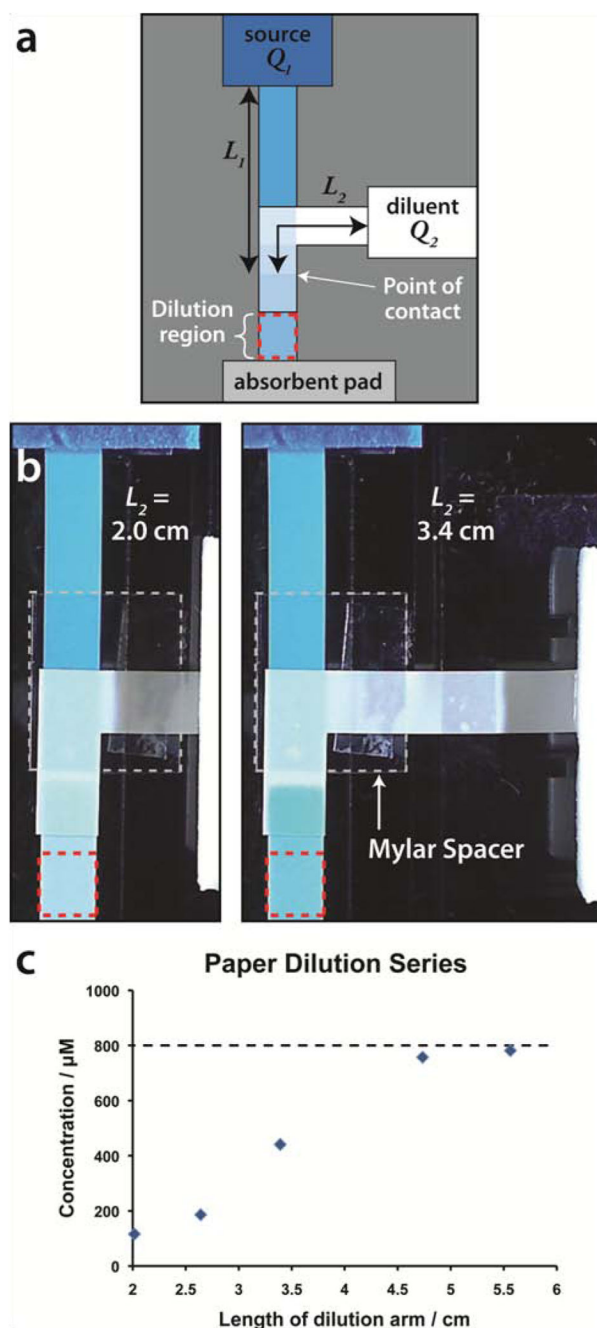 a
source
Q1
L1
L2
diluent
Q2
Point of
contact
Dilution
region
absorbent pad
b
L2 =
2.0 cm
L2 =
3.4 cm
Mylar Spacer
c
Paper Dilution Series
Concentration / µM
1000
800
600
400
200
0
2 2.5 3 3.5 4 4.5 5 5.5 6
Length of dilution arm / cm